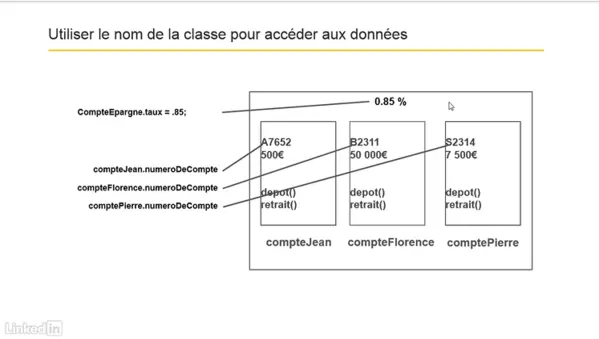 Utiliser le nom de la classe pour accéder aux données
CompteEpargne.taux = .85;
0.85 %
A7652
500€
B2311
50 000€
S2314
7 500€
compteJean.numeroDeCompte
compteFlorence.numeroDeCompte
comptePierre.numeroDeCompte
depot()
retrait()
depot()
retrait()
depot()
retrait()
compteJean
compteFlorence
comptePierre
Linkedin